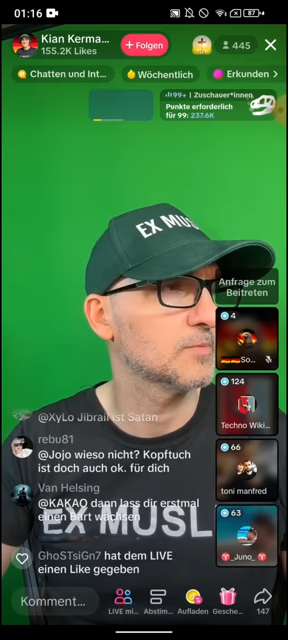 01:16
87
Kian Kerma...
155.2K Likes
+ Folgen
445
Chatten und Int...
Wöchentlich
Erkunden >
99+ | Zuschauer*innen
Punkte erforderlich
für 99: 237.6K
EX MUSL
Anfrage zum
Beitreten
4
So...
124
Techno Wiki...
66
toni manfred
63
_Juno_
@XyLo Jibrail ist Satan
rebu81
@Jojo wieso nicht? Kopftuch
ist doch auch ok. für dich
Van Helsing
@KAKAO dann lass dir erstmal
einen Bart wachsen
EX MUSL
GhoSTsiGn7 hat dem LIVE
einen Like gegeben
Komment...
LIVE mi...
Abstim...
Aufladen
Gesche...
147